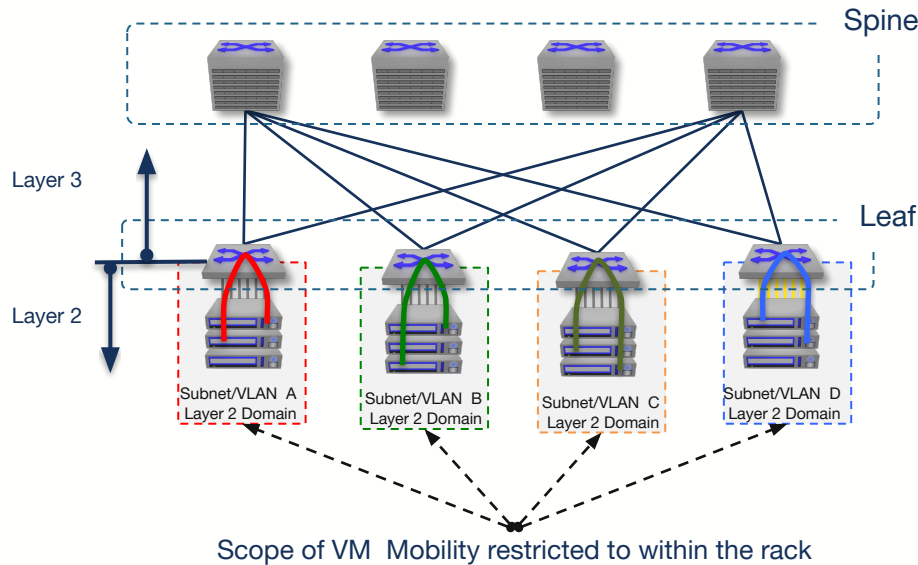 Spine
Layer 3
Leaf
Layer 2
Subnet/VLAN A
Layer 2 Domain
Subnet/VLAN B
Layer 2 Domain
Subnet/VLAN C
Layer 2 Domain
Subnet/VLAN D
Layer 2 Domain
Scope of VM Mobility restricted to within the rack